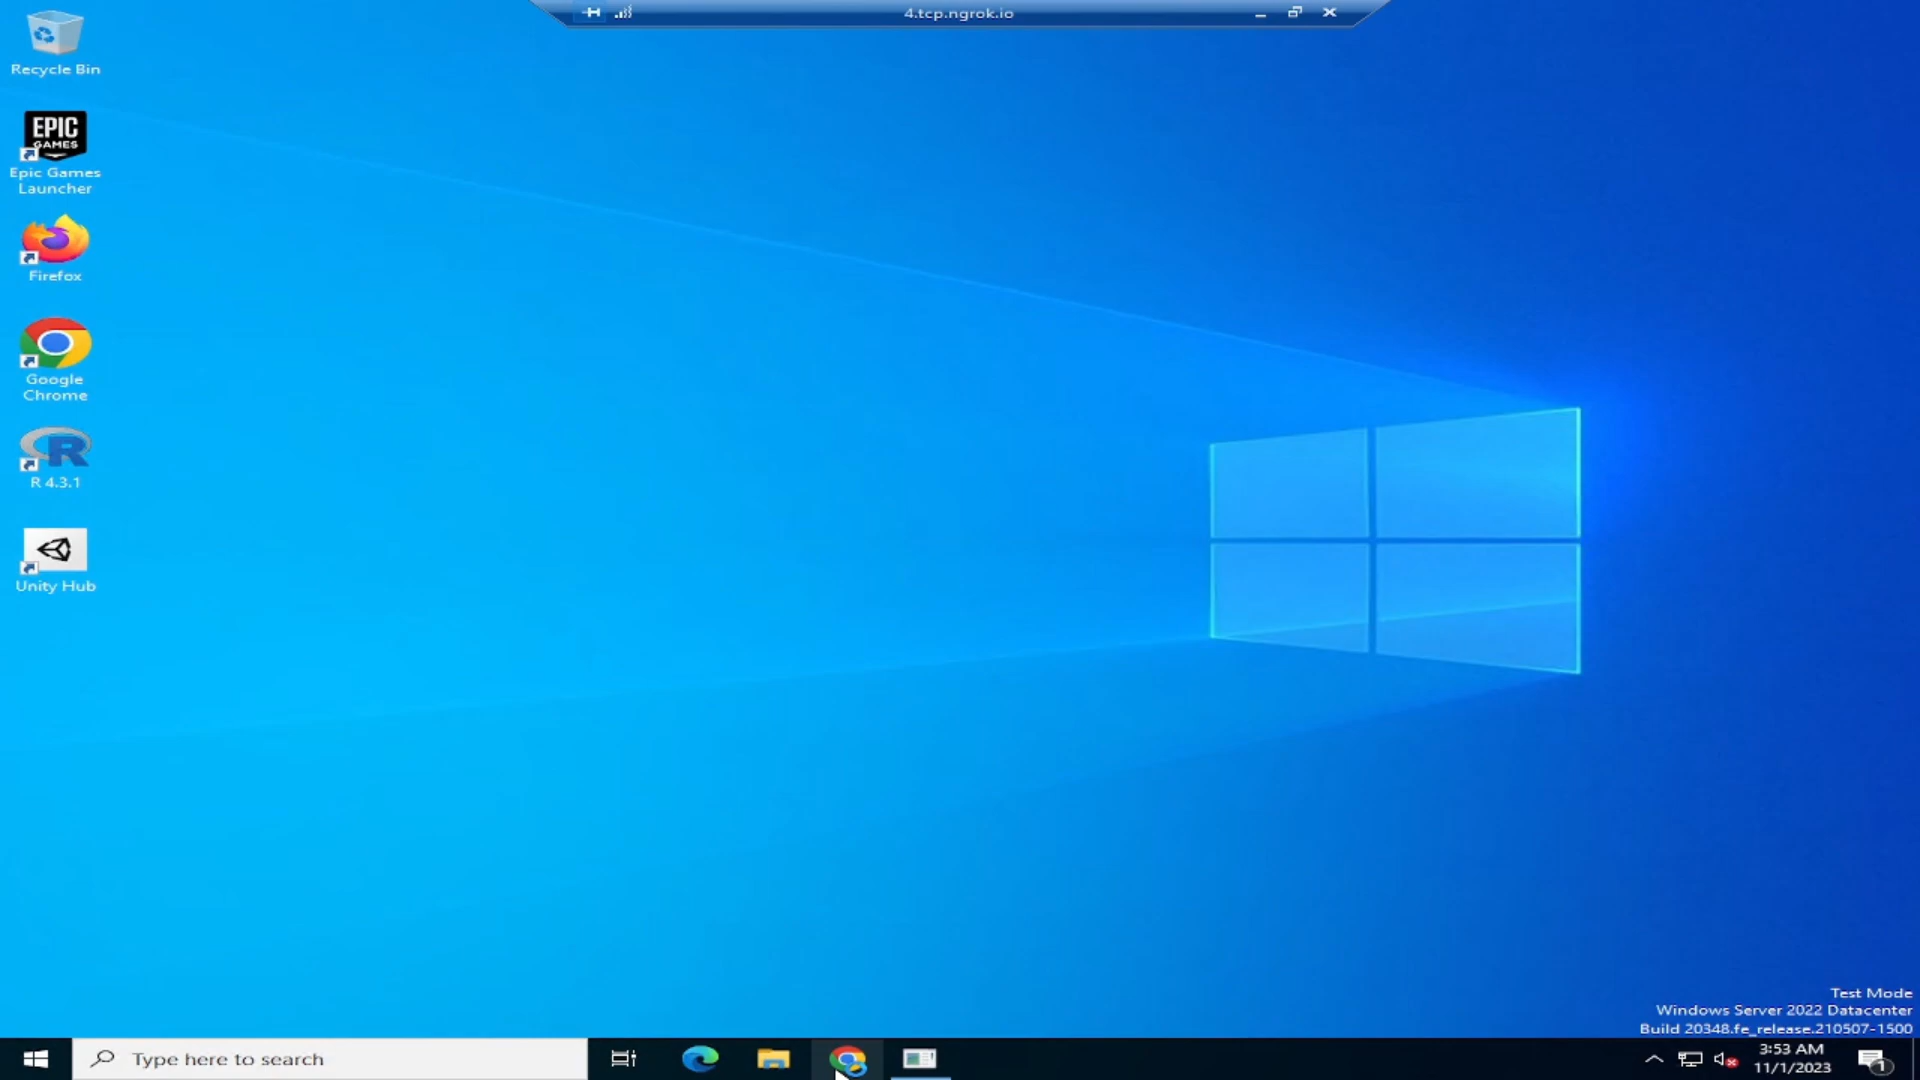 4.tcp.ngrok.io
Recycle Bin
EPIC
GAMES
Epic Games
Launcher
Firefox
Google
Chrome
R
R 4.3.1
Unity Hub
Test Mode
Windows Server 2022 Datacenter
Build 20348.fe_release.210507-1500
Type here to search
3:53 AM
11/1/2023
1